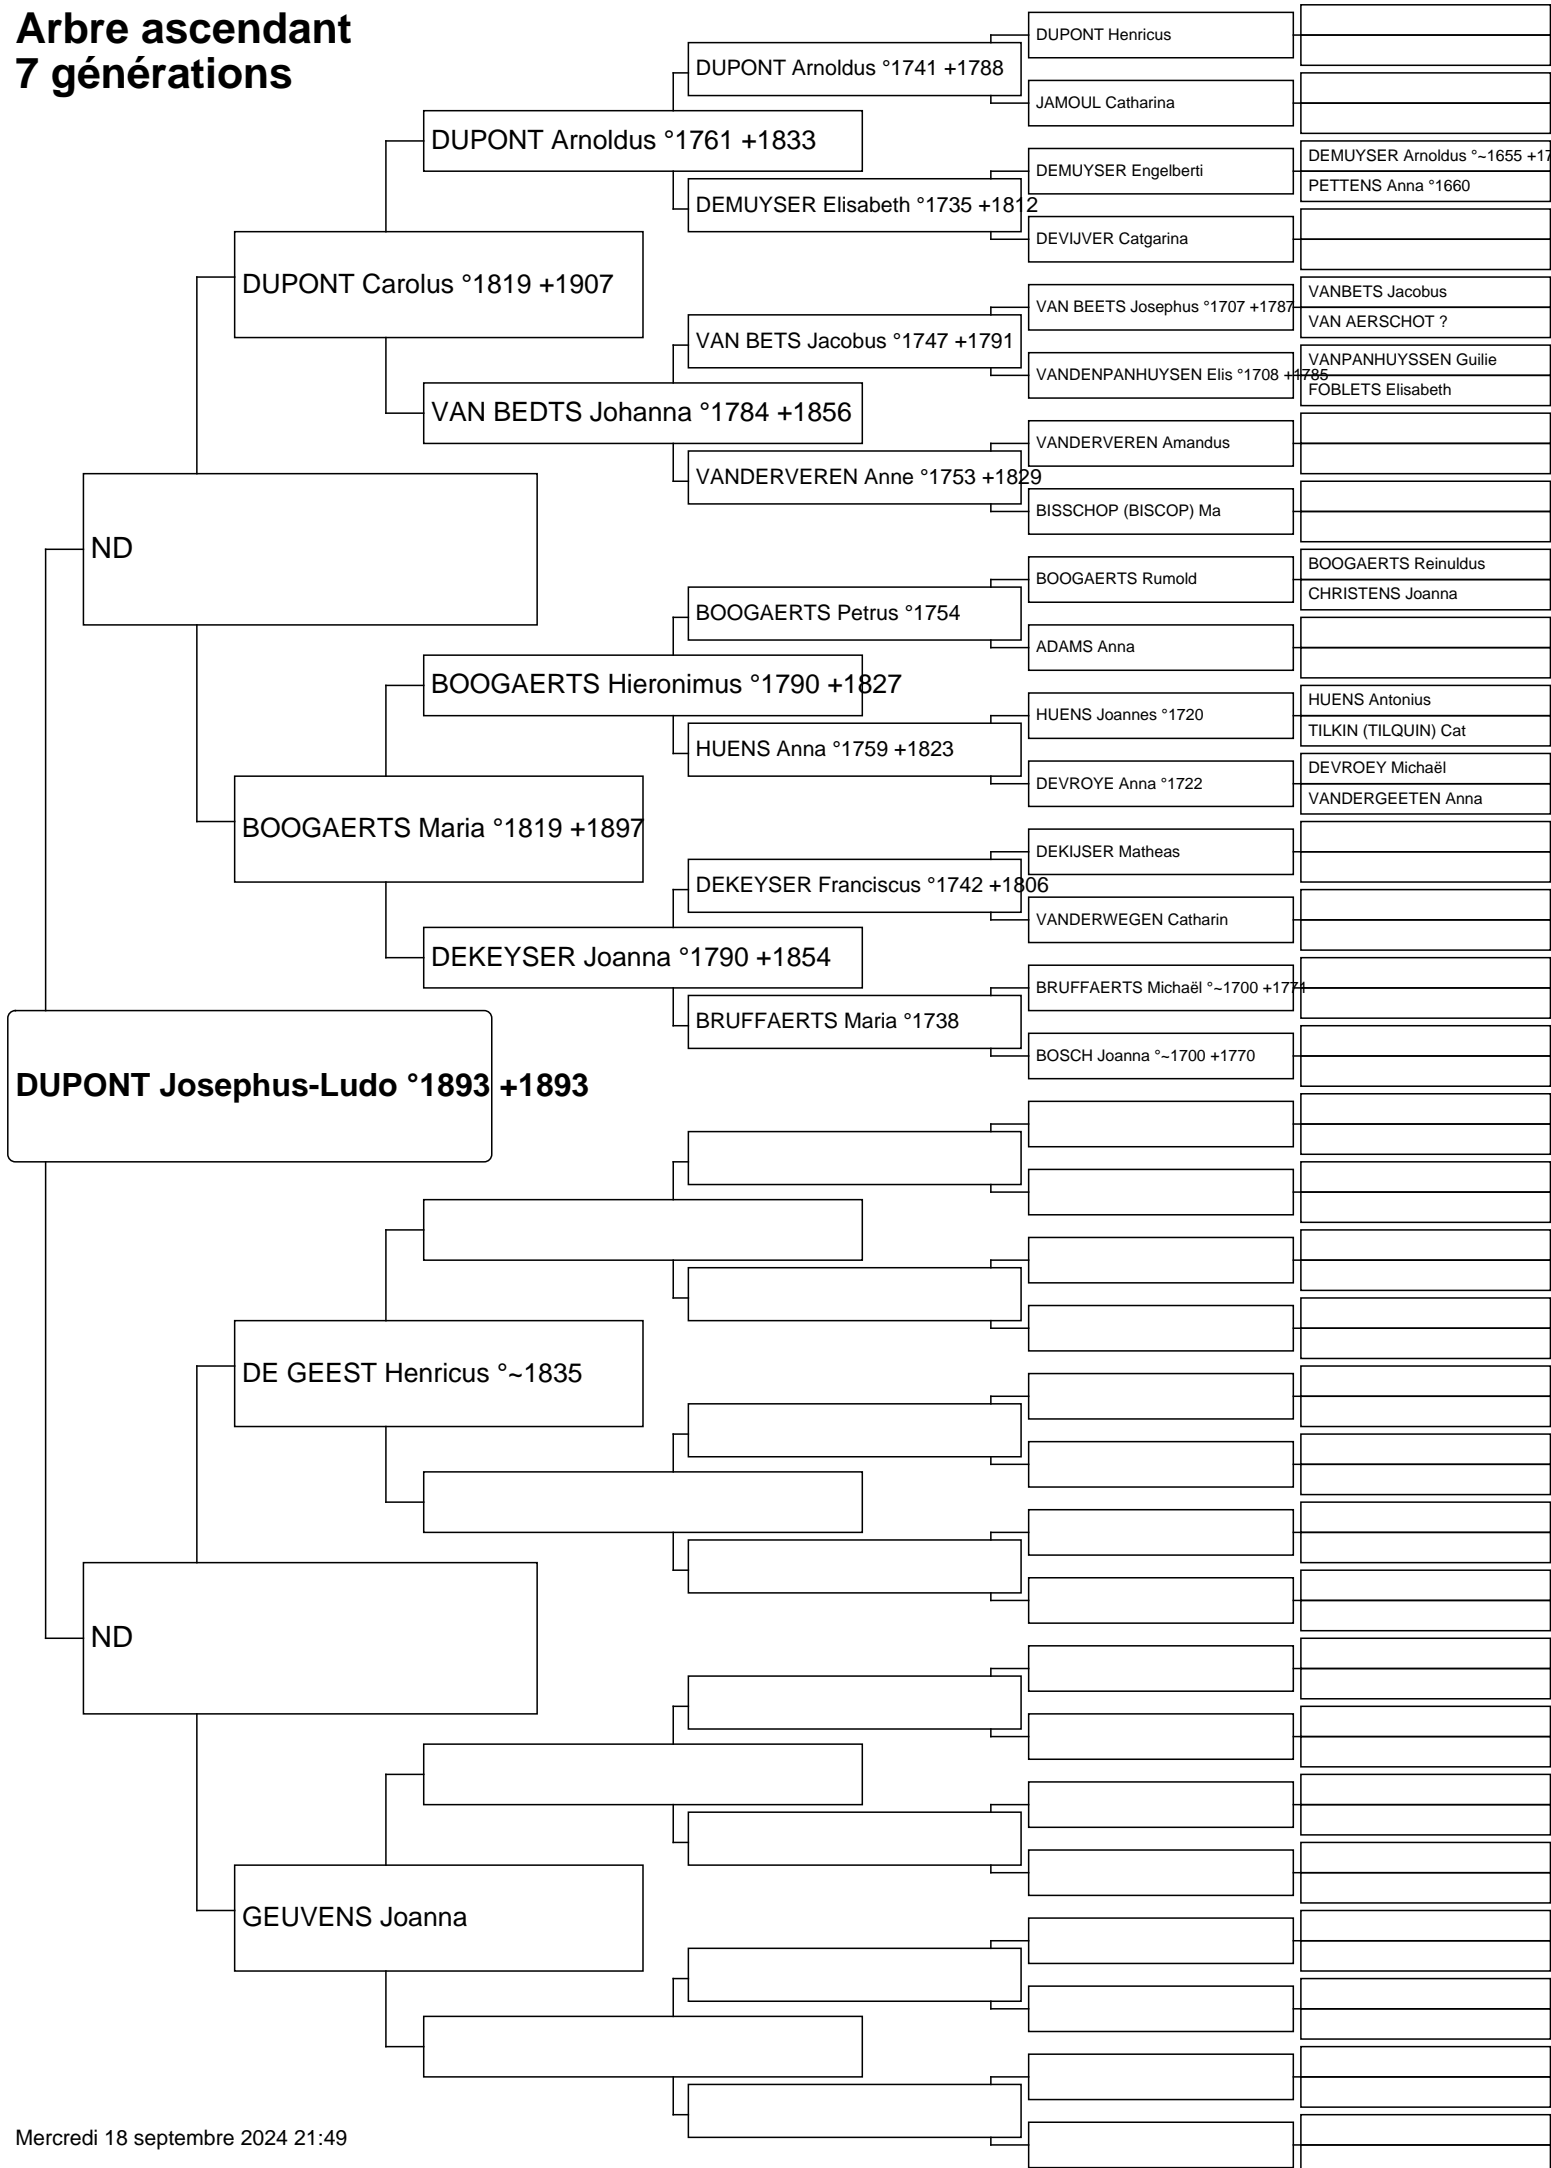 Arbre ascendant
7 générations
DUPONT Josephus-Ludo °1893 +1893
ND
ND
DUPONT Carolus °1819 +1907
BOOGAERTS Maria °1819 +1897
DE GEEST Henricus °~1835
GEUVENS Joanna
DUPONT Arnoldus °1761 +1833
VAN BEDTS Johanna °1784 +1856
BOOGAERTS Hieronimus °1790 +1827
DEKEYSER Joanna °1790 +1854
DUPONT Arnoldus °1741 +1788
DEMUYSER Elisabeth °1735 +1812
VAN BETS Jacobus °1747 +1791
VANDERVEREN Anne °1753 +1829
BOOGAERTS Petrus °1754
HUENS Anna °1759 +1823
DEKEYSER Franciscus °1742 +1806
BRUFFAERTS Maria °1738
DUPONT Henricus
JAMOUL Catharina
DEMUYSER Engelberti
DEVIJVER Catgarina
VAN BEETS Josephus °1707 +1787
VANDENPANHUYSEN Elis °1708 +1785
VANDERVEREN Amandus
BISSCHOP (BISCOP) Ma
BOOGAERTS Rumold
ADAMS Anna
HUENS Joannes °1720
DEVROYE Anna °1722
DEKIJSER Matheas
VANDERWEGEN Catharin
BRUFFAERTS Michaël °~1700 +1771
BOSCH Joanna °~1700 +1770
DEMUYSER Arnoldus °~1655 +17
PETTENS Anna °1660
VANBETS Jacobus
VAN AERSCHOT ?
VANPANHUYSSEN Guilie
FOBLETS Elisabeth
BOOGAERTS Reinuldus
CHRISTENS Joanna
HUENS Antonius
TILKIN (TILQUIN) Cat
DEVROEY Michaël
VANDERGEETEN Anna
Mercredi 18 septembre 2024 21:49